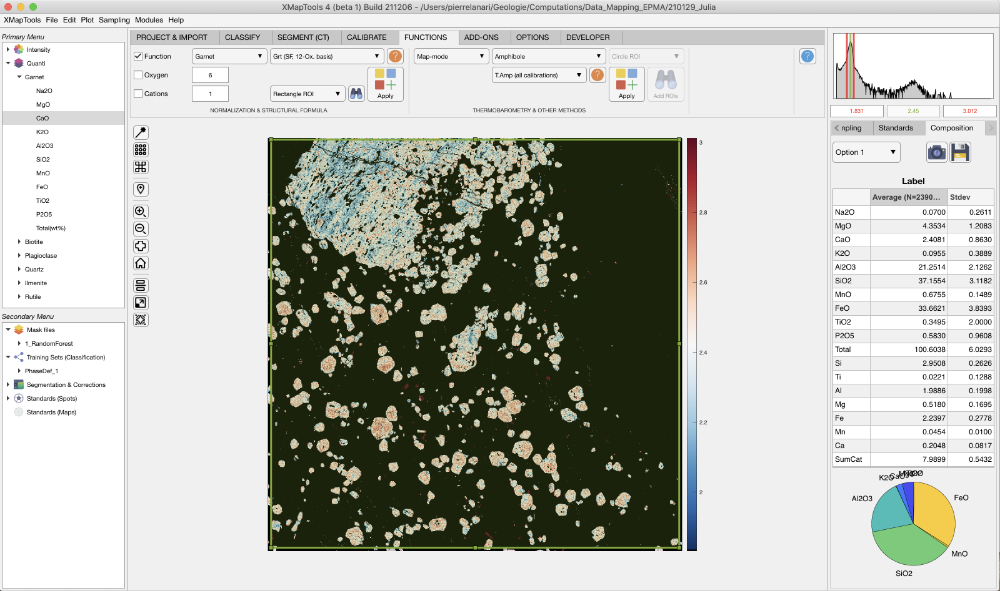 XMapTools 4 (beta 1) Build 211206 - /Users/pierrelanari/Geologie/Computations/Data_Mapping_EPMA/210129_Julia
XMapTools File Edit Plot Sampling Modules Help
Primary Menu
Intensity
Quanti
Garnet
Na2O
MgO
CaO
K2O
Al2O3
SiO2
MnO
FeO
TiO2
P2O5
Total(wt%)
Biotite
Plagioclase
Quartz
Ilmenite
Rutile
Secondary Menu
Mask files
1_RandomForest
Training Sets (Classification)
PhaseDef_1
Segmentation & Corrections
Standards (Spots)
Standards (Maps)
PROJECT & IMPORT CLASSIFY SEGMENT (CT) CALIBRATE FUNCTIONS ADD-ONS OPTIONS DEVELOPER
Function Garnet Grt (SF, 12-Ox. basis) ? Map-mode Amphibole Circle ROI ?
Oxygen 6 T.Amp (all calibrations) ?
Cations 1 Rectangle ROI Apply Apply Add ROIs
NORMALIZATION & STRUCTURAL FORMULA THERMOBAROMETRY & OTHER METHODS
3
2.8
2.6
2.4
2.2
2
1.831 2.45 3.012
npling Standards Composition
Option 1
Label
Average (N=2390... Stdev
Na2O 0.0700 0.2611
MgO 4.3534 1.2083
CaO 2.4081 0.8630
K2O 0.0955 0.3889
Al2O3 21.2514 2.1262
SiO2 37.1554 3.1182
MnO 0.6755 0.1489
FeO 33.6621 3.8393
TiO2 0.3495 2.0000
P2O5 0.5830 0.9608
Total 100.6038 6.0293
Si 2.9508 0.2626
Ti 0.0221 0.1288
Al 1.9886 0.1998
Mg 0.5180 0.1695
Fe 2.2397 0.2778
Mn 0.0454 0.0100
Ca 0.2048 0.0817
SumCat 7.9899 0.5432
K2O
Al2O3
FeO
MnO
SiO2